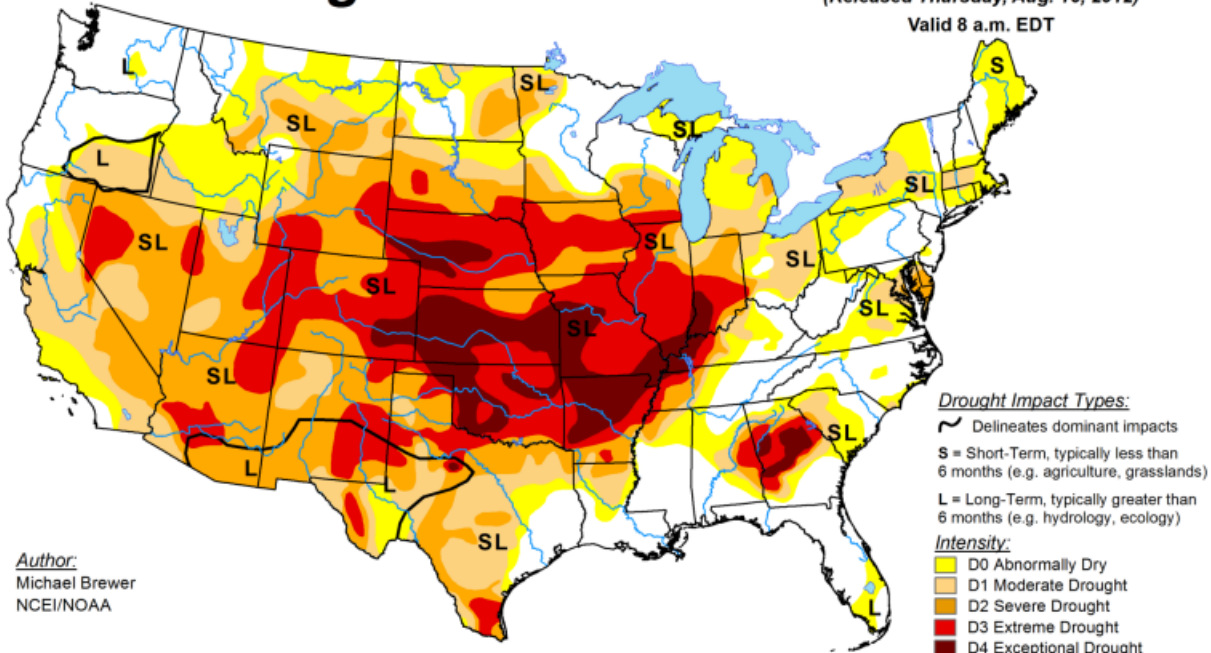 Valid 8 a.m. EDT
L
S
SL
SL
SL
L
SL
SL
SL
SL
SL
SL
SL
SL
SL
L
L
SL
L
Drought Impact Types:
Delineates dominant impacts
S = Short-Term, typically less than
6 months (e.g. agriculture, grasslands)
L = Long-Term, typically greater than
6 months (e.g. hydrology, ecology)
Intensity:
D0 Abnormally Dry
D1 Moderate Drought
D2 Severe Drought
D3 Extreme Drought
D4 Exceptional Drought
Author:
Michael Brewer
NCEI/NOAA